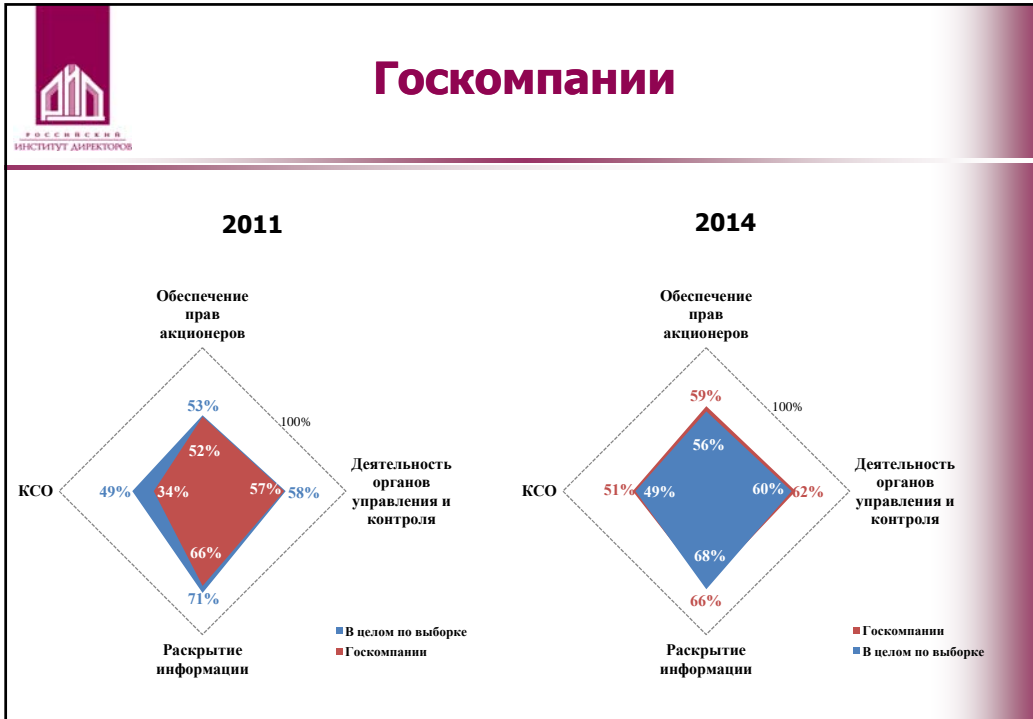 Госкомпании
РОССИЙСКИЙ
ИНСТИТУТ ДИРЕКТОРОВ
2011
Обеспечение
прав
акционеров
53%
100%
52%
КСО
49%
34%
57%
58%
Деятельность
органов
управления и
контроля
66%
71%
Раскрытие
информации
В целом по выборке
Госкомпании
2014
Обеспечение
прав
акционеров
59%
100%
56%
КСО
51%
49%
60%
62%
Деятельность
органов
управления и
контроля
68%
66%
Раскрытие
информации
Госкомпании
В целом по выборке